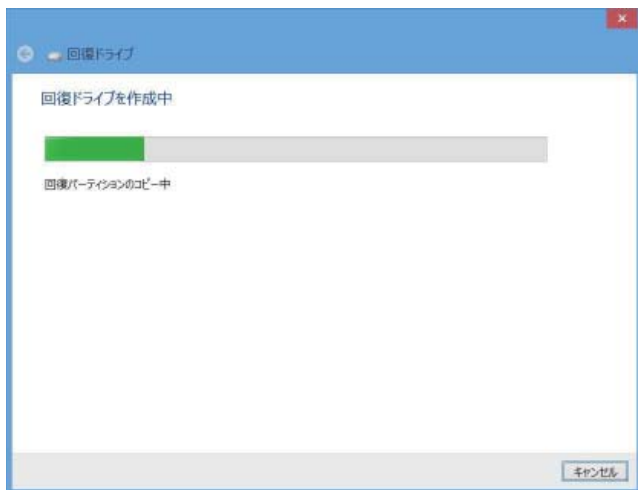 回復ドライブ
回復ドライブを作成中
回復パーティションのコピー中
キャンセル